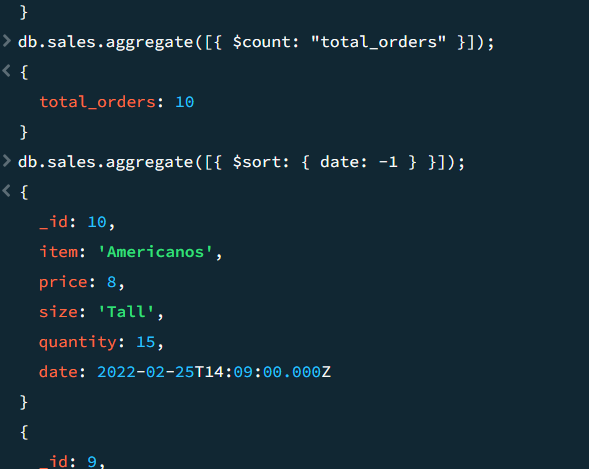 }
> db.sales.aggregate([{ $count: "total_orders" }]);
< {
total_orders: 10
}
> db.sales.aggregate([{ $sort: { date: -1 } }]);
< {
_id: 10,
item: 'Americanos',
price: 8,
size: 'Tall',
quantity: 15,
date: 2022-02-25T14:09:00.000Z
}
{
_id: 9,